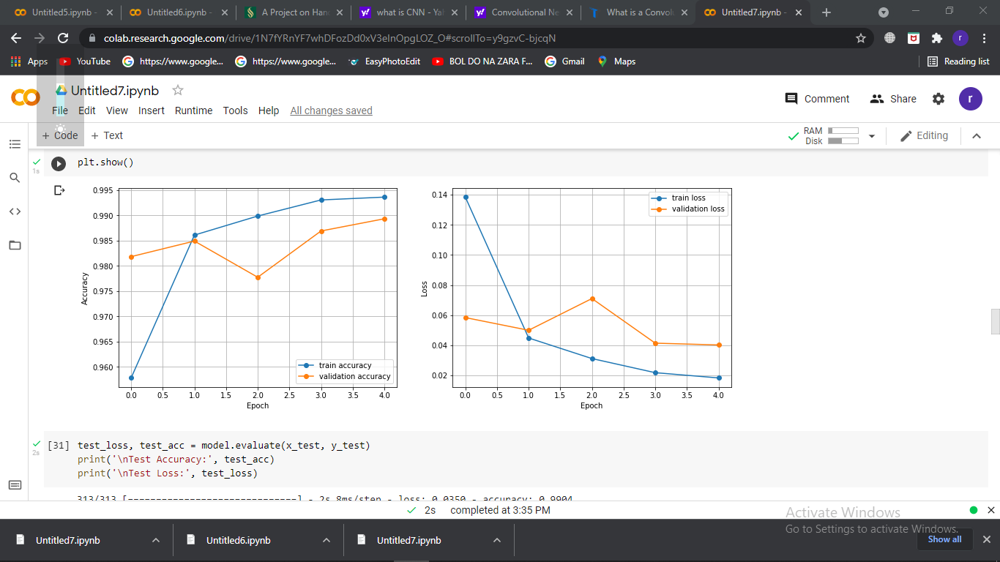 Untitled5.ipynb -
Untitled6.ipynb -
A Project on Han
what is CNN - Ya
Convolutional Ne
What is a Convol
Untitled7.ipynb -
colab.research.google.com/drive/1N7fYRnYF7whDFozDd0xV3eInOpgLOZ_O#scrollTo=y9gzvC-bjcqN
Apps
YouTube
https://www.google...
https://www.google...
EasyPhotoEdit
BOL DO NA ZARA F...
Gmail
Maps
Reading list
Untitled7.ipynb
Comment
Share
r
File Edit View Insert Runtime Tools Help All changes saved
+ Code + Text
RAM
Disk
Editing
plt.show()
1s
0.995
0.990
0.985
0.980
0.975
0.970
0.965
0.960
Accuracy
train accuracy
validation accuracy
0.0 0.5 1.0 1.5 2.0 2.5 3.0 3.5 4.0
Epoch
0.14
0.12
0.10
0.08
0.06
0.04
0.02
Loss
train loss
validation loss
0.0 0.5 1.0 1.5 2.0 2.5 3.0 3.5 4.0
Epoch
[31] test_loss, test_acc = model.evaluate(x_test, y_test)
2s
print('\nTest Accuracy:', test_acc)
print('\nTest Loss:', test_loss)
313/313 [==============================] - 2s 8ms/step - loss: 0.0350 - accuracy: 0.9904
2s completed at 3:35 PM
Activate Windows
Go to Settings to activate Windows.
Untitled7.ipynb
Untitled6.ipynb
Untitled7.ipynb
Show all